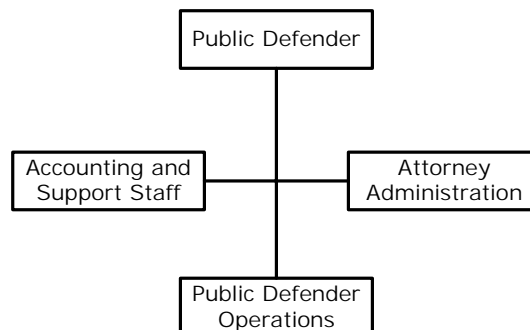 Public Defender
Accounting and
Support Staff
Attorney
Administration
Public Defender
Operations